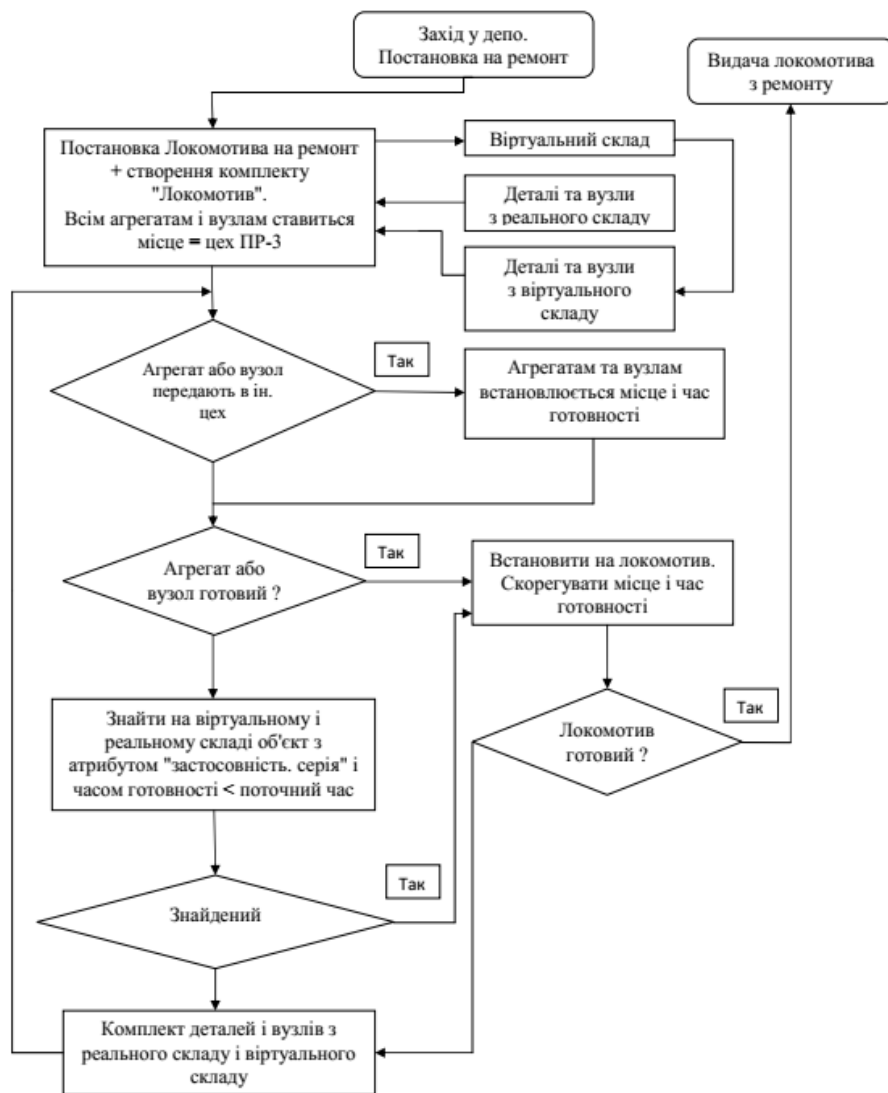 Захід у депо.
Постановка на ремонт
Видача локомотива
з ремонту
Постановка Локомотива на ремонт
+ створення комплекту
"Локомотив".
Всім агрегатам і вузлам ставиться
місце = цех ПР-3
Віртуальний склад
Деталі та вузли
з реального складу
Деталі та вузли
з віртуального
складу
Агрегат або вузол
передають в ін.
цех
Так
Агрегатам та вузлам
встановлюється місце і час
готовності
Агрегат або
вузол готовий ?
Так
Встановити на локомотив.
Скорегувати місце і час
готовності
Знайти на віртуальному і
реальному складі об'єкт з
атрибутом "застосовність. серія" і
часом готовності < поточний час
Локомотив
готовий ?
Так
Знайдений
Так
Комплект деталей і вузлів з
реального складу і віртуального
складу